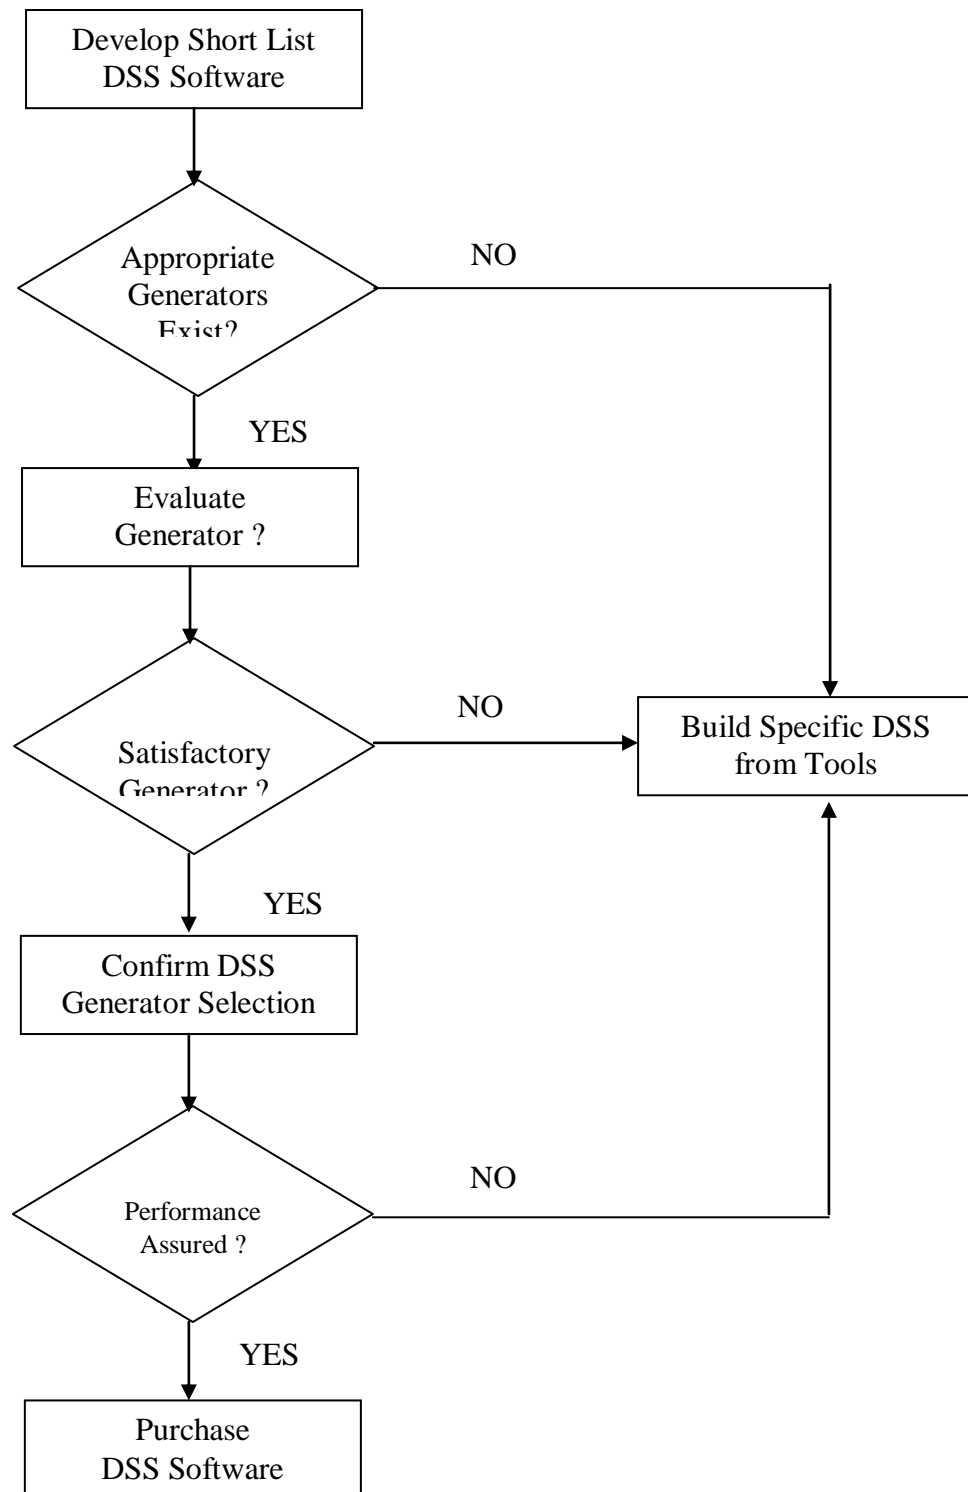 Develop Short List
DSS Software
Appropriate
Generators
Exist?
NO
YES
Evaluate
Generator ?
Satisfactory
Generator ?
NO
Build Specific DSS
from Tools
YES
Confirm DSS
Generator Selection
Performance
Assured ?
NO
YES
Purchase
DSS Software